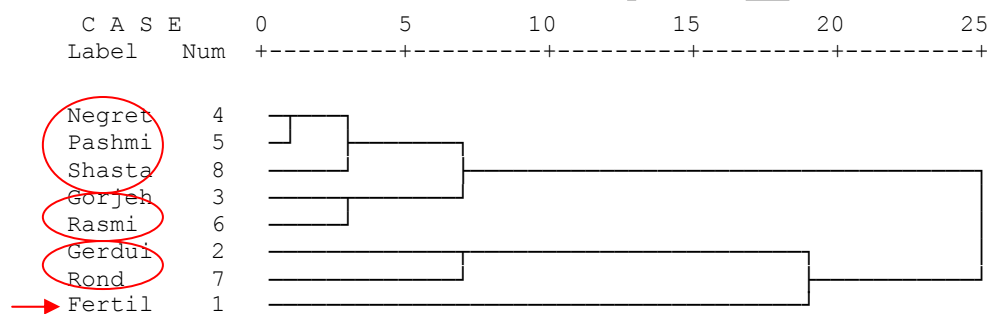 C A S E 0 5 10 15 20 25
Label Num +---------+---------+---------+---------+---------+
Negret 4
Pashmi 5
Shasta 8
Gorjeh 3
Rasmi 6
Gerdui 2
Rond 7
Fertil 1